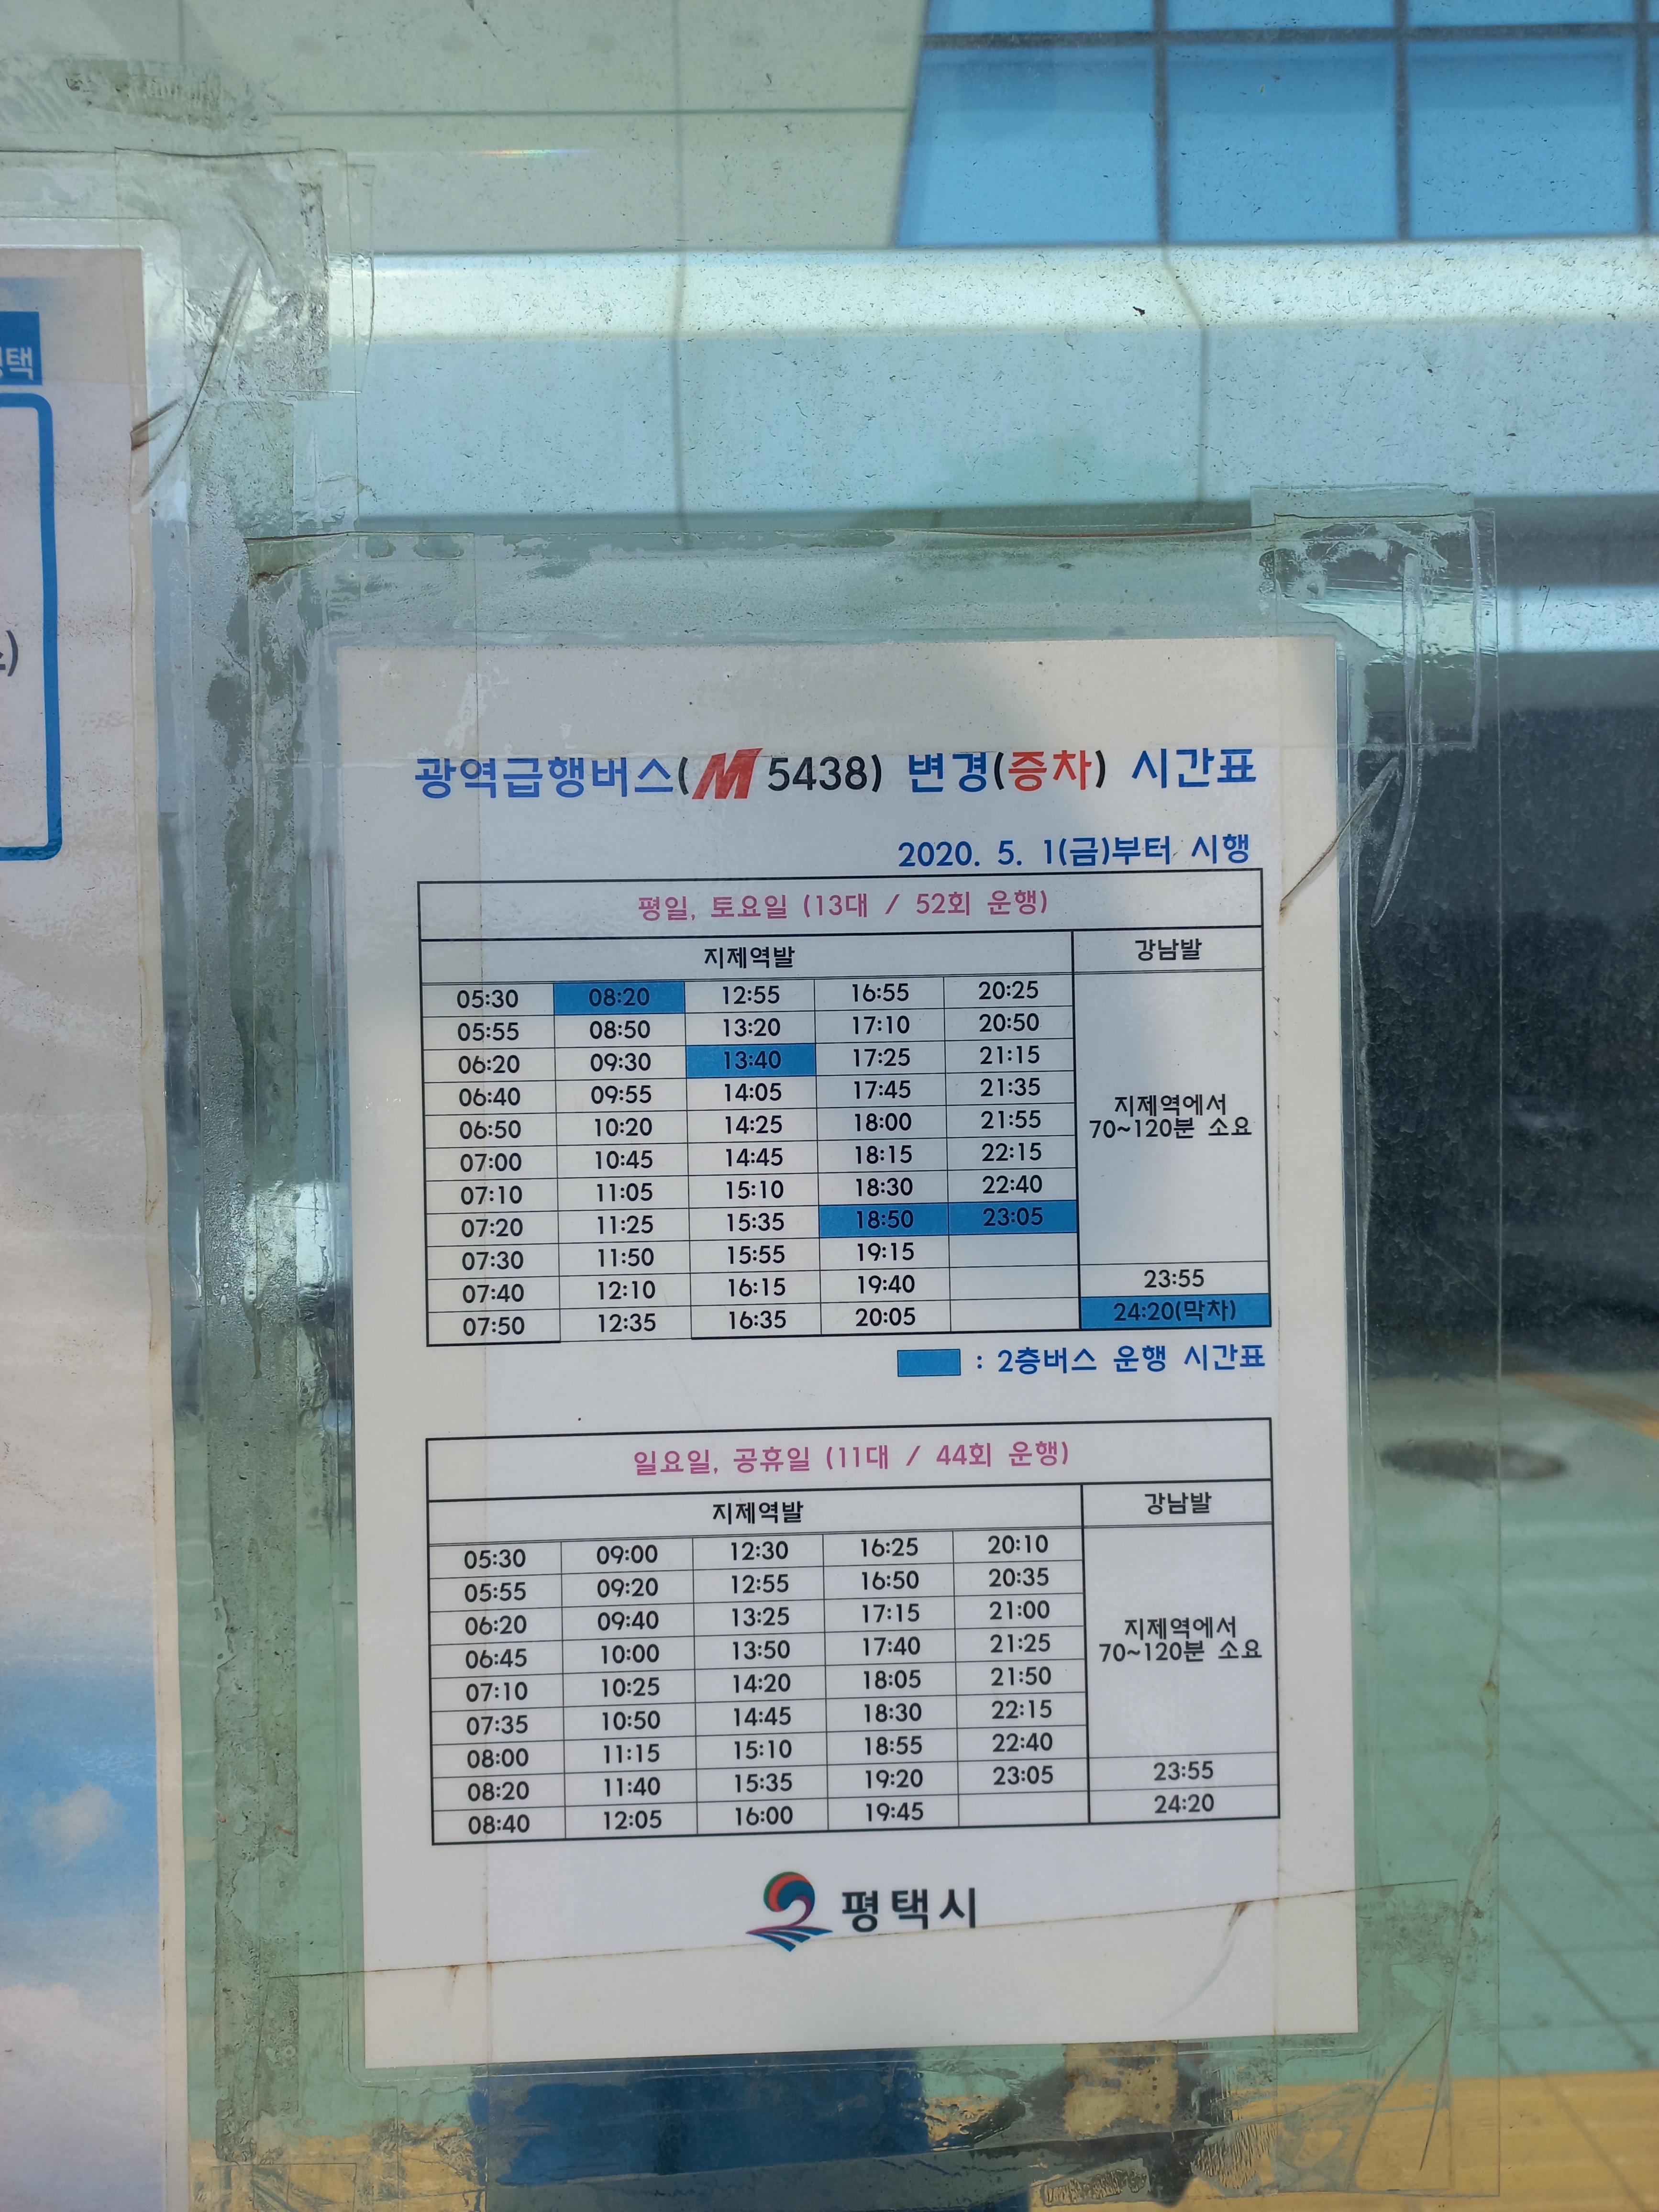 택
광역급행버스(M 5438) 변경(증차) 시간표
2020. 5. 1(금)부터 시행
평일, 토요일 (13대 / 52회 운행)
지제역발 강남발
05:30 08:20 12:55 16:55 20:25
05:55 08:50 13:20 17:10 20:50
06:20 09:30 13:40 17:25 21:15
06:40 09:55 14:05 17:45 21:35
06:50 10:20 14:25 18:00 21:55
지제역에서
70~120분 소요
07:00 10:45 14:45 18:15 22:15
07:10 11:05 15:10 18:30 22:40
07:20 11:25 15:35 18:50 23:05
07:30 11:50 15:55 19:15
07:40 12:10 16:15 19:40 23:55
07:50 12:35 16:35 20:05 24:20(막차)
: 2층버스 운행 시간표
일요일, 공휴일 (11대 / 44회 운행)
지제역발 강남발
05:30 09:00 12:30 16:25 20:10
05:55 09:20 12:55 16:50 20:35
06:20 09:40 13:25 17:15 21:00
06:45 10:00 13:50 17:40 21:25
지제역에서
70~120분 소요
07:10 10:25 14:20 18:05 21:50
07:35 10:50 14:45 18:30 22:15
08:00 11:15 15:10 18:55 22:40
08:20 11:40 15:35 19:20 23:05 23:55
08:40 12:05 16:00 19:45 24:20
평택시